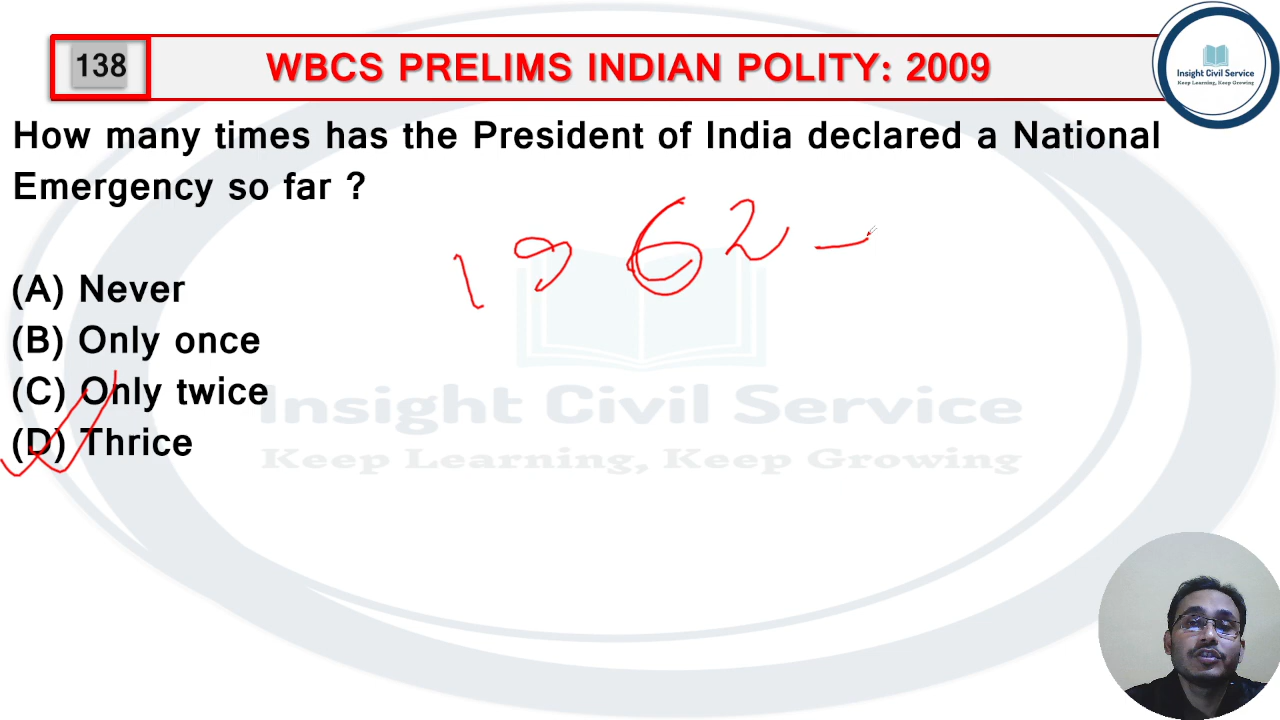 138
WBCS PRELIMS INDIAN POLITY: 2009
Insight Civil Service
Keep Learning, Keep Growing
How many times has the President of India declared a National
Emergency so far ?
1962 –
(A) Never
(B) Only once
(C) Only twice
(D) Thrice
Insight Civil Service
Keep Learning, Keep Growing